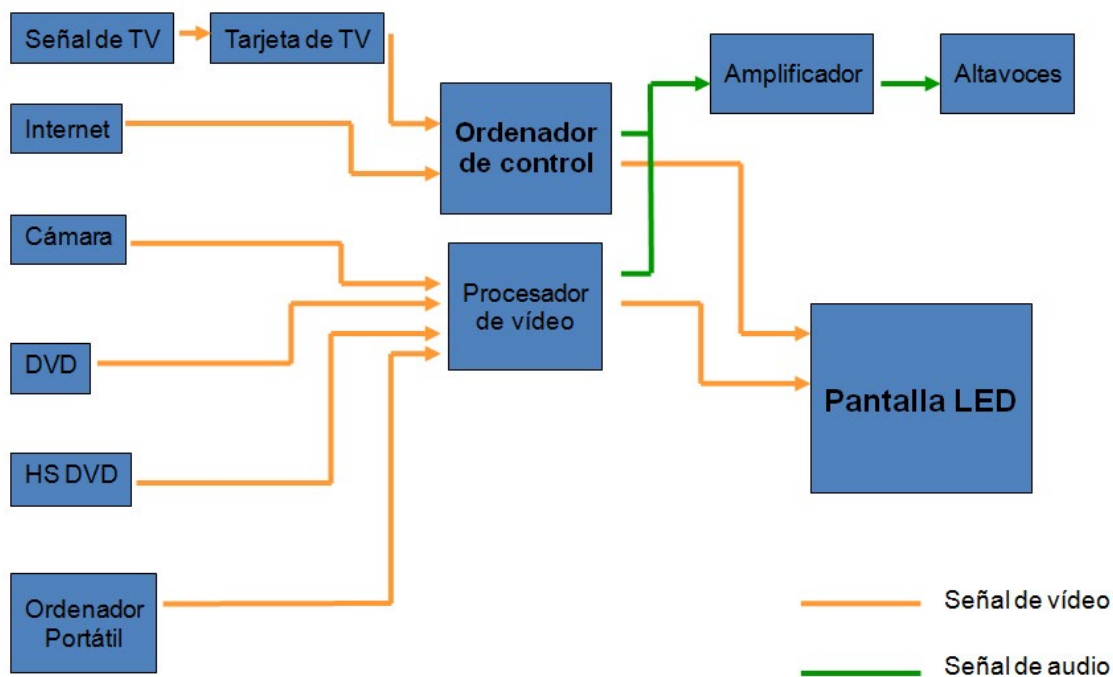 Señal de TV
Tarjeta de TV
Amplificador
Altavoces
Internet
Ordenador
de control
Cámara
Procesador
de vídeo
DVD
Pantalla LED
HS DVD
Ordenador
Portátil
Señal de vídeo
Señal de audio